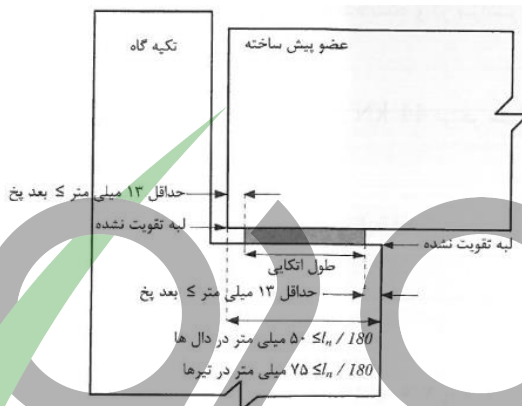 تکیه گاه
عضو پیش ساخته
حداقل ۱۳ میلی متر ≥ بعد پخ
لبه تقویت نشده
لبه تقویت نشده
طول اتکایی
حداقل ۱۳ میلی متر ≥ بعد پخ
ln / 180 ≥ ۵۰ میلی متر در دال ها
ln / 180 ≥ ۷۵ میلی متر در تیرها